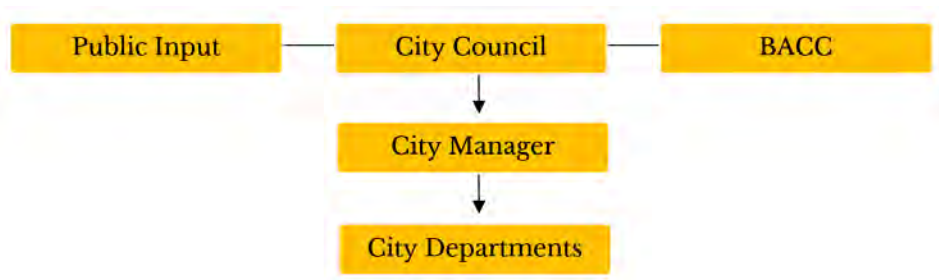 Public Input
City Council
BACC
City Manager
City Departments